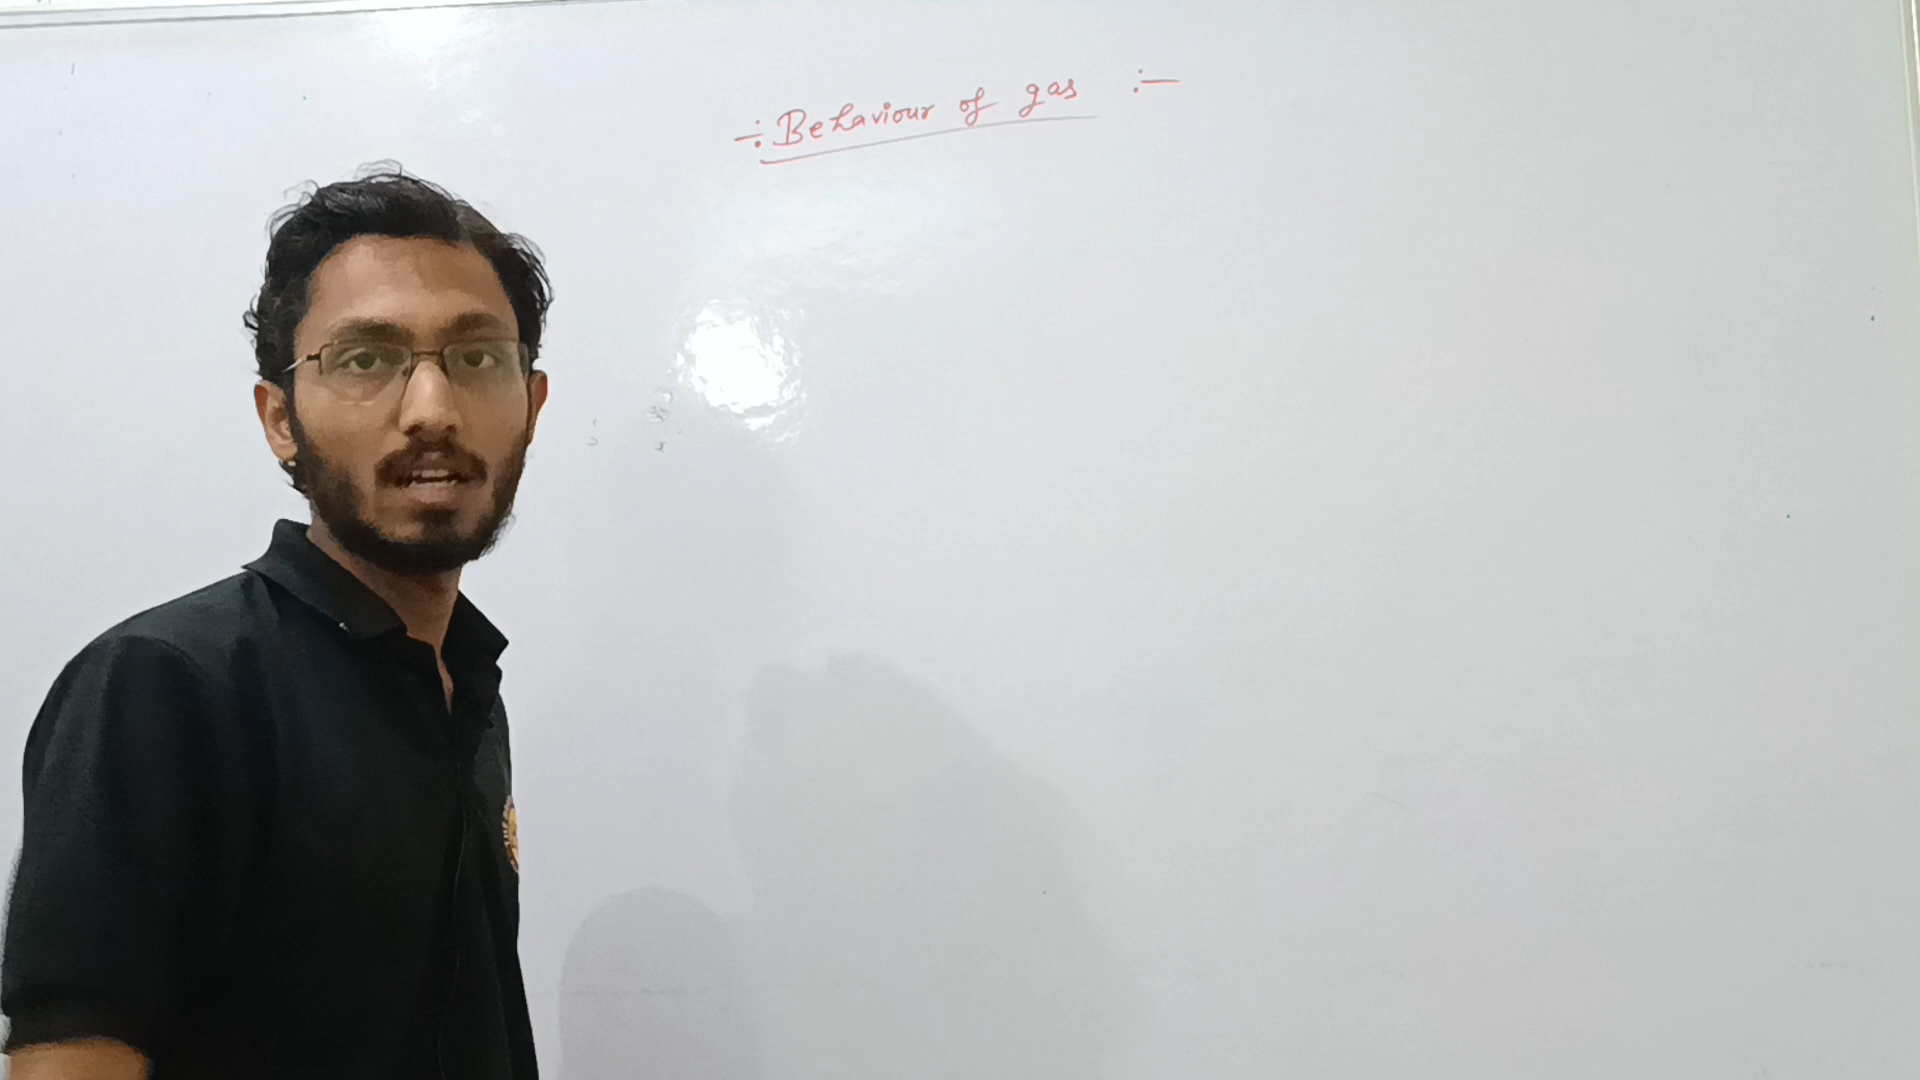 ÷ Behaviour of gas :-